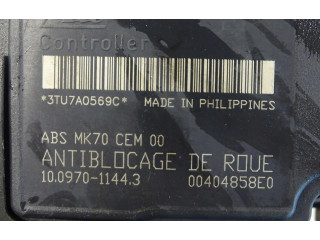 Controller
*3TU7A0569C* MADE IN PHILIPPINES
ABS MK70 CEM 00
ANTIBLOCAGE DE ROUE
10.0970-1144.3 00404858E0